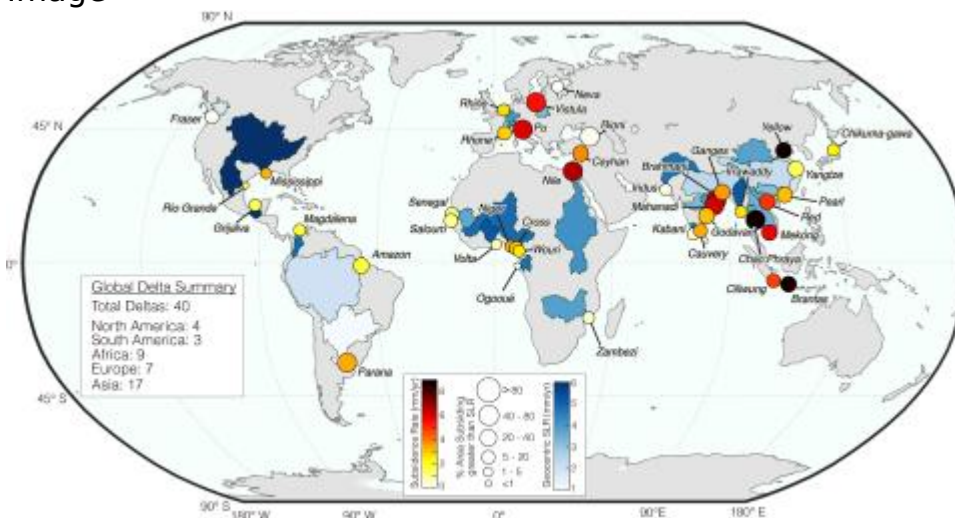 Image
90° N
45° N
0°
45° S
90° S
180° W
90° W
0°
90°E
180° E
Fraser
Rio Grande
Mississippi
Grijalva
Magdalena
Amazon
Parana
Rhine
Rhone
Vistula
Neva
Po
Rioni
Ceyhan
Nile
Senegal
Saloum
Volta
Niger
Cross
Wouri
Ogooué
Zambezi
Indus
Brahmani
Ganges
Mahanadi
Kabani
Godavari
Cauvery
Irrawaddy
Yellow
Chikuma-gawa
Yangtze
Pearl
Red
Mekong
Chao Phraya
Ciliwung
Brantas
Global Delta Summary
Total Deltas: 40
North America: 4
South America: 3
Africa: 9
Europe: 7
Asia: 17
Subsidence Rate (mm/yr)
% Area Subsiding
greater than SLR
>80
40 - 80
20 - 40
5 - 20
1 - 5
<1
Geocentric SLR (mm/yr)